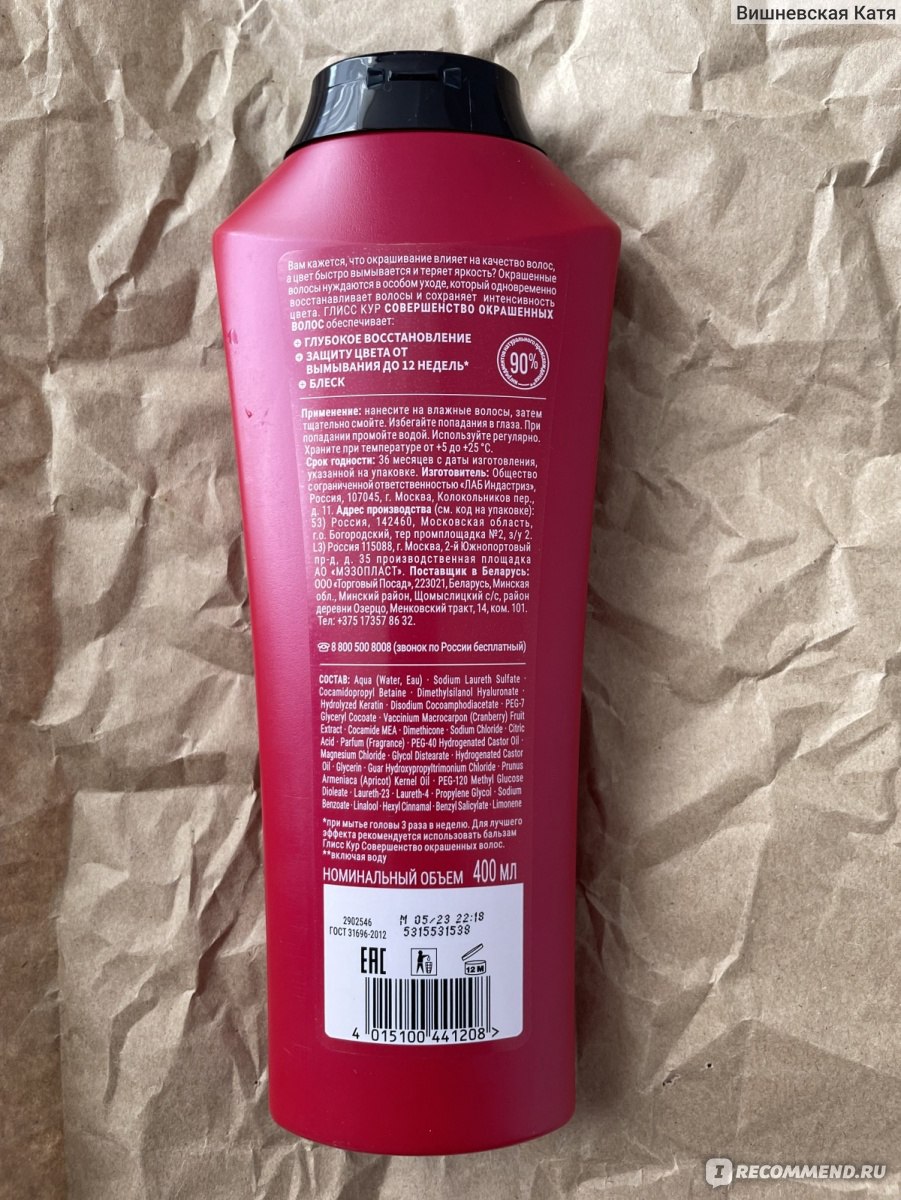 Вишневская Катя
Вам кажется, что окрашивание влияет на качество волос,
а цвет быстро вымывается и теряет яркость? Окрашенные
волосы нуждаются в особом уходе, который одновременно
восстанавливает волосы и сохраняет интенсивность
цвета. ГЛИСС КУР СОВЕРШЕНСТВО ОКРАШЕННЫХ
ВОЛОС обеспечивает:
ГЛУБОКОЕ ВОССТАНОВЛЕНИЕ
ЗАЩИТУ ЦВЕТА ОТ
ВЫМЫВАНИЯ ДО 12 НЕДЕЛЬ*
БЛЕСК
90%
Применение: нанесите на влажные волосы, затем
тщательно смойте. Избегайте попадания в глаза. При
попадании промойте водой. Используйте регулярно.
Храните при температуре от +5 до +25 °C.
Срок годности: 36 месяцев с даты изготовления,
указанной на упаковке. Изготовитель: Общество
с ограниченной ответственностью «ЛАБ Индастриз»,
Россия, 107045, г. Москва, Колокольников пер.,
д. 11. Адрес производства (см. код на упаковке):
53) Россия, 142460, Московская область,
г.о. Богородский, тер промплощадка №2, з/у 2.
L3) Россия 115088, г. Москва, 2-й Южнопортовый
пр-д, д. 35 производственная площадка
АО «МЭЗОПЛАСТ». Поставщик в Беларусь:
ООО «Торговый Посад», 223021, Беларусь, Минская
обл., Минский район, Щомыслицкий с/с, район
деревни Озерцо, Менковский тракт, 14, ком. 101.
Тел: +375 17357 86 32.
☎8 800 500 8008 (звонок по России бесплатный)
СОСТАВ: Aqua (Water, Eau) · Sodium Laureth Sulfate ·
Cocamidopropyl Betaine · Dimethylsilanol Hyaluronate ·
Hydrolyzed Keratin · Disodium Cocoamphodiacetate · PEG-7
Glyceryl Cocoate · Vaccinium Macrocarpon (Cranberry) Fruit
Extract · Cocamide MEA · Dimethicone · Sodium Chloride · Citric
Acid · Parfum (Fragrance) · PEG-40 Hydrogenated Castor Oil ·
Magnesium Chloride · Glycol Distearate · Hydrogenated Castor
Oil · Glycerin · Guar Hydroxypropyltrimonium Chloride · Prunus
Armeniaca (Apricot) Kernel Oil · PEG-120 Methyl Glucose
Dioleate · Laureth-23 · Laureth-4 · Propylene Glycol · Sodium
Benzoate · Linalool · Hexyl Cinnamal · Benzyl Salicylate · Limonene
*при мытье головы 3 раза в неделю. Для лучшего
эффекта рекомендуется использовать бальзам
Глисс Кур Совершенство окрашенных волос.
**включая воду
НОМИНАЛЬНЫЙ ОБЪЕМ 400 МЛ
2902546
ГОСТ 31696-2012
M 05/23 22:18
5315531538
EAC
12 M
4 015100 441208 >
IRECOMMEND.RU